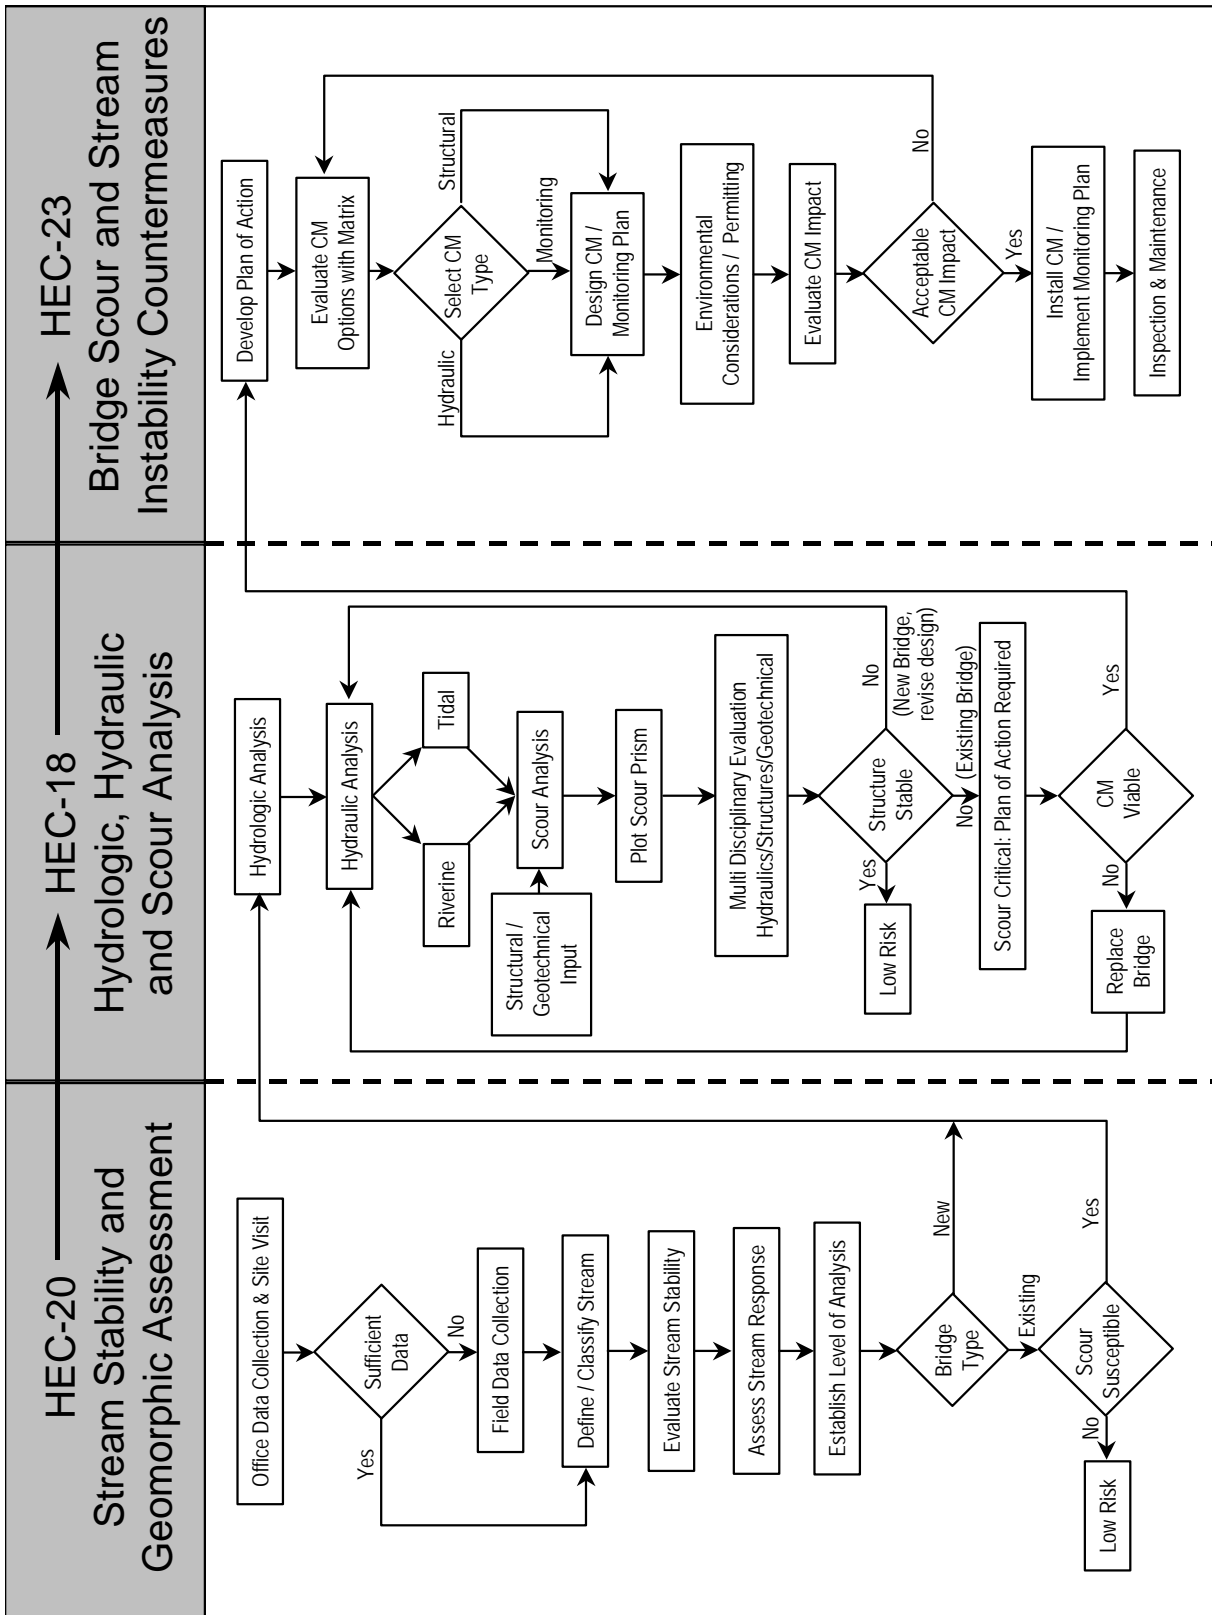 HEC-20
HEC-18
HEC-23
Stream Stability and
Geomorphic Assessment
Hydrologic, Hydraulic
and Scour Analysis
Bridge Scour and Stream
Instability Countermeasures
Office Data Collection & Site Visit
Sufficient
Data
Yes
No
Field Data Collection
Define / Classify Stream
Evaluate Stream Stability
Assess Stream Response
Establish Level of Analysis
Bridge
Type
New
Existing
Scour
Susceptible
No
Yes
Low Risk
Hydrologic Analysis
Hydraulic Analysis
Riverine
Tidal
Structural /
Geotechnical
Input
Scour Analysis
Plot Scour Prism
Multi Disciplinary Evaluation
Hydraulics/Structures/Geotechnical
Structure
Stable
Yes
Low Risk
No
(New Bridge,
revise design)
No (Existing Bridge)
Scour Critical: Plan of Action Required
CM
Viable
No
Yes
Replace
Bridge
Develop Plan of Action
Evaluate CM
Options with Matrix
Select CM
Type
Hydraulic
Monitoring
Structural
Design CM /
Monitoring Plan
Environmental
Considerations / Permitting
Evaluate CM Impact
Acceptable
CM Impact
No
Yes
Install CM /
Implement Monitoring Plan
Inspection & Maintenance